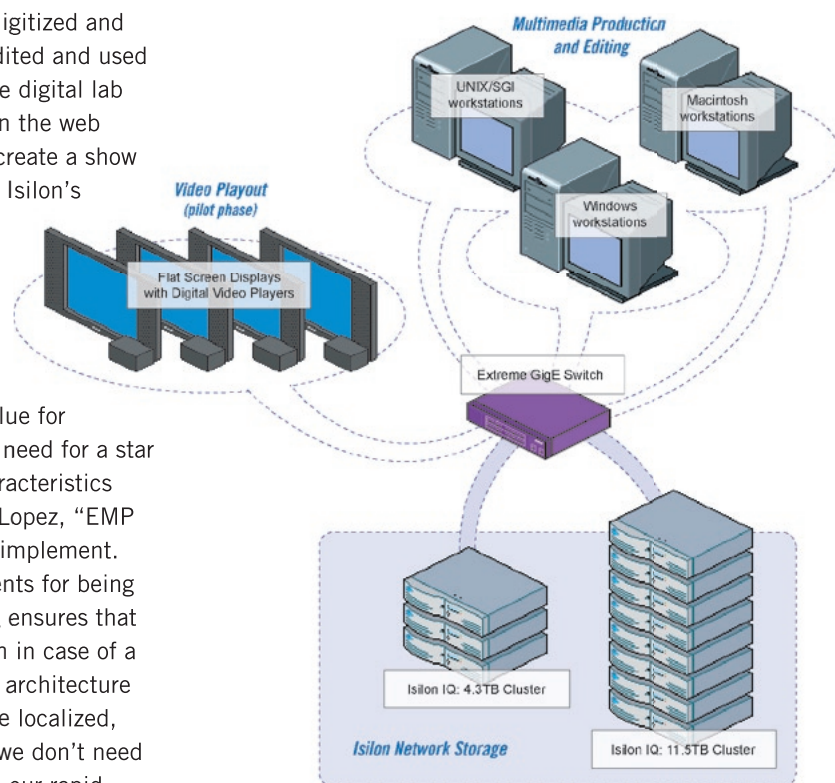 igitized and
dited and used
e digital lab
n the web
create a show
Isilon's
lue for
need for a star
racteristics
Lopez, “EMP
implement.
ents for being
g ensures that
n in case of a
architecture
e localized,
we don't need
our rapid
Multimedia Production
and Editing
UNIX/SGI
workstations
Macintosh
workstations
Windows
workstations
Video Playout
(pilot phase)
Flat Screen Displays
with Digital Video Players
Extreme GigE Switch
Isilon IQ: 4.3TB Cluster
Isilon IQ: 11.5TB Cluster
Isilon Network Storage